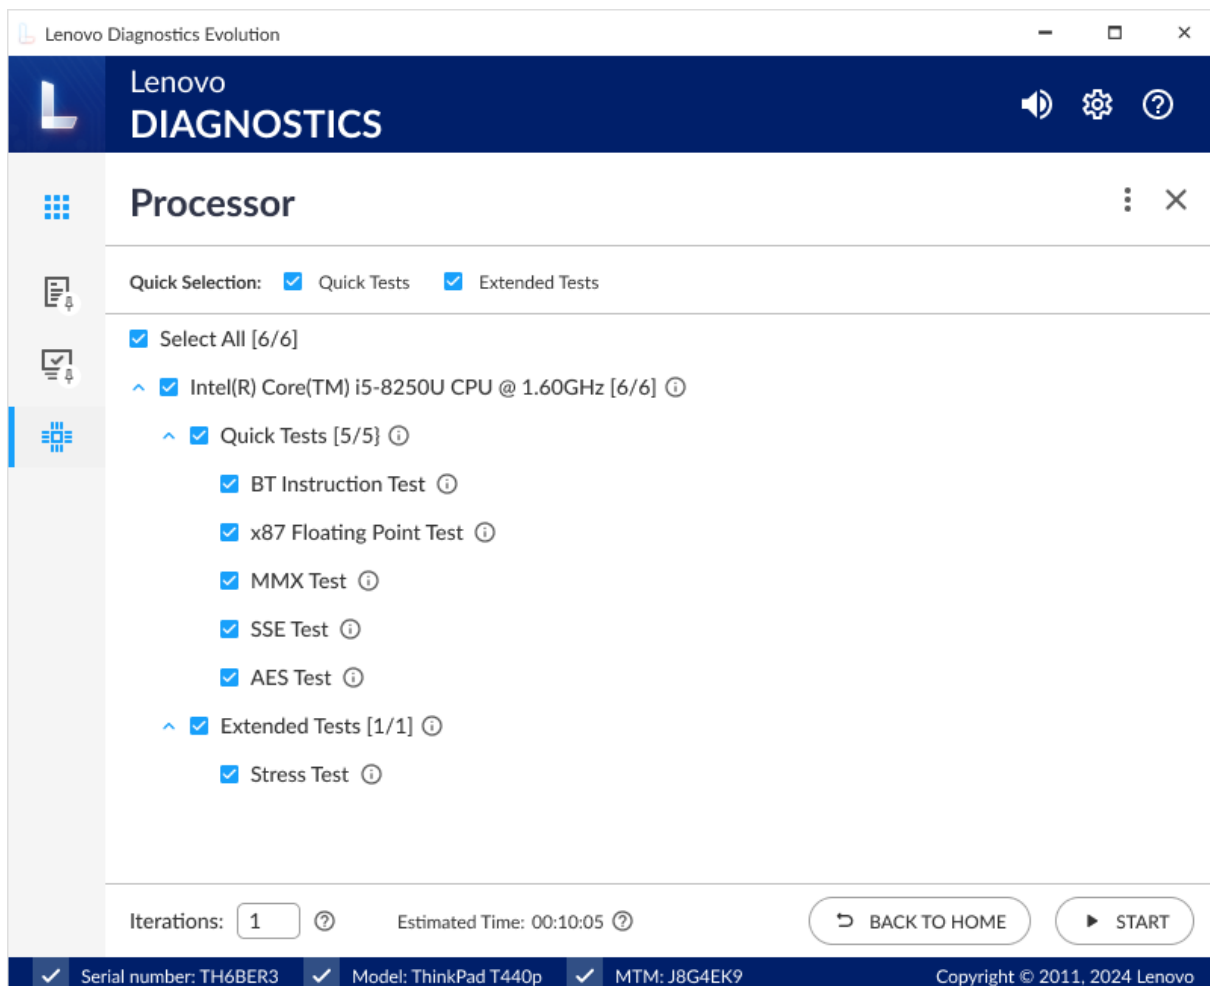 Lenovo Diagnostics Evolution
Lenovo
DIAGNOSTICS
Processor
Quick Selection: Quick Tests Extended Tests
Select All [6/6]
Intel(R) Core(TM) i5-8250U CPU @ 1.60GHz [6/6]
Quick Tests [5/5}
BT Instruction Test
x87 Floating Point Test
MMX Test
SSE Test
AES Test
Extended Tests [1/1]
Stress Test
Iterations: 1 Estimated Time: 00:10:05 BACK TO HOME START
Serial number: TH6BER3 Model: ThinkPad T440p MTM: J8G4EK9 Copyright © 2011, 2024 Lenovo